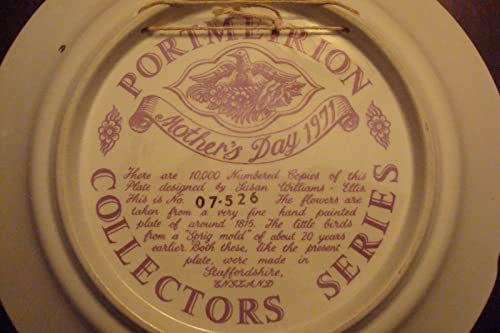 PORTMEIRION
Mother's Day 1971
There are 10,000 Numbered Copies of this
Plate designed by Susan Williams-Ellis
This is No. 07-526 The flowers are
taken from a very fine hand painted
plate of around 1815. The little birds
from a "Sprig mold" of about 20 years
earlier. Both these, like the present
plate, were made in
Staffordshire,
ENGLAND
COLLECTORS SERIES